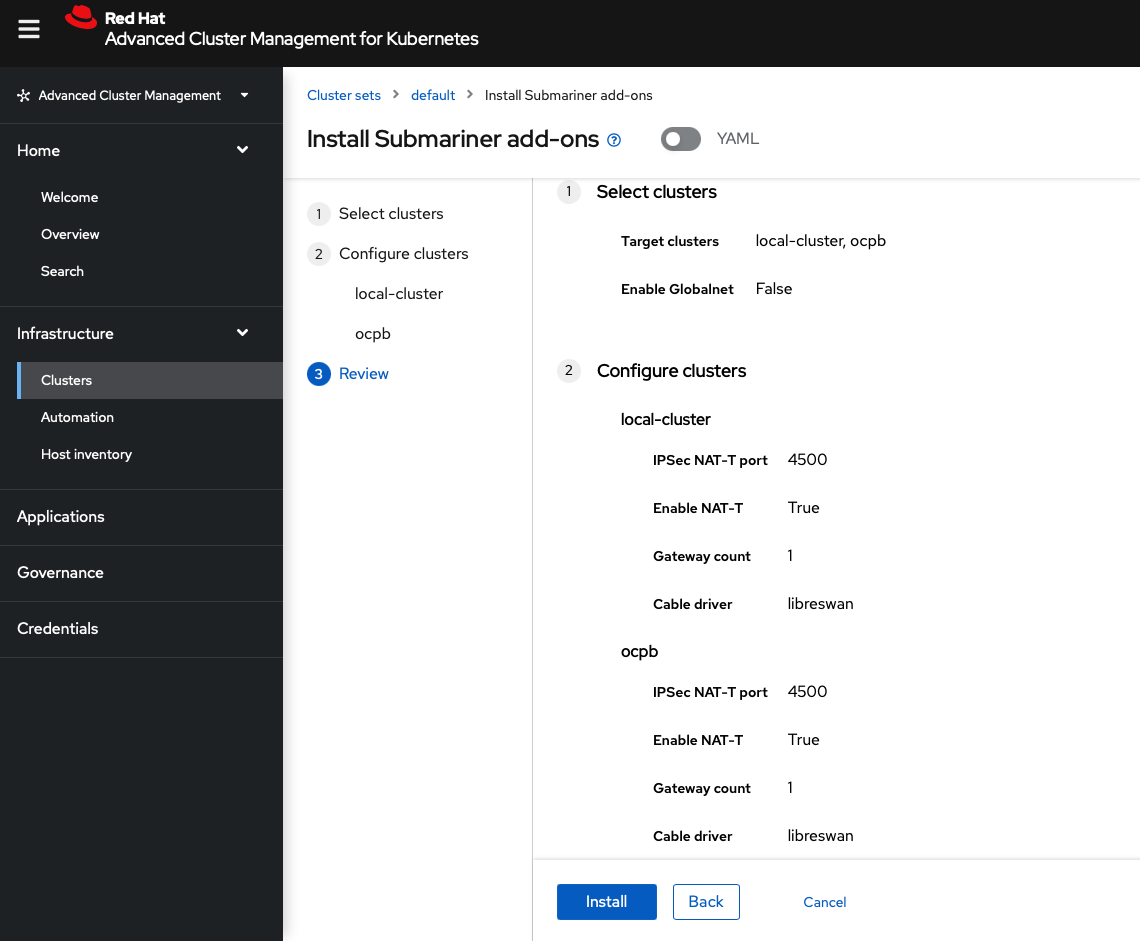 Red Hat
Advanced Cluster Management for Kubernetes
Advanced Cluster Management
Home
Welcome
Overview
Search
Infrastructure
Clusters
Automation
Host inventory
Applications
Governance
Credentials
Cluster sets > default > Install Submariner add-ons
Install Submariner add-ons ? YAML
1 Select clusters
2 Configure clusters
local-cluster
ocpb
3 Review
1 Select clusters
Target clusters local-cluster, ocpb
Enable Globalnet False
2 Configure clusters
local-cluster
IPSec NAT-T port 4500
Enable NAT-T True
Gateway count 1
Cable driver libreswan
ocpb
IPSec NAT-T port 4500
Enable NAT-T True
Gateway count 1
Cable driver libreswan
Install Back Cancel